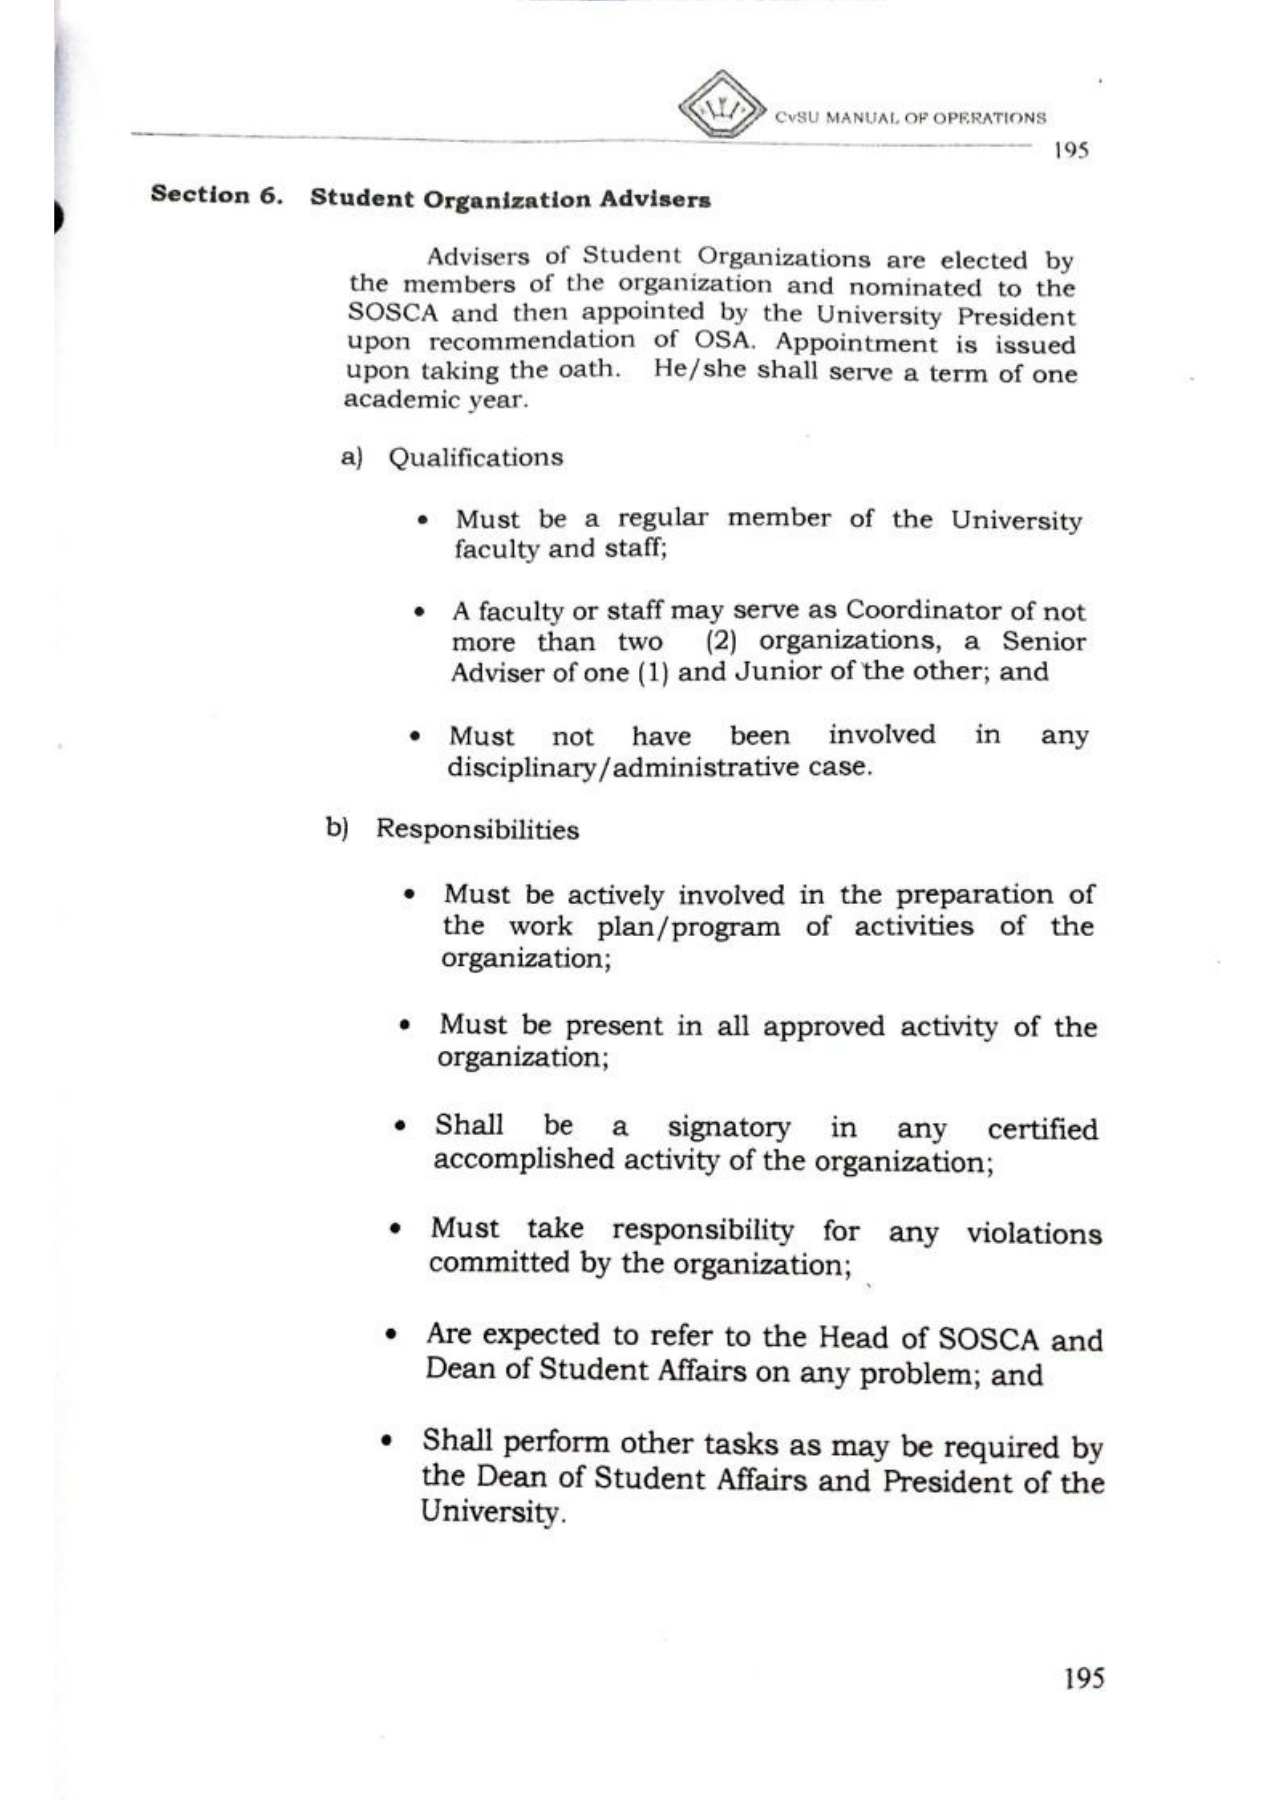 CvSU MANUAL OF OPERATIONS
195
Section 6. Student Organization Advisers
Advisers of Student Organizations are elected by
the members of the organization and nominated to the
SOSCA and then appointed by the University President
upon recommendation of OSA. Appointment is issued
upon taking the oath. He/she shall serve a term of one
academic year.
a) Qualifications
• Must be a regular member of the University
faculty and staff;
• A faculty or staff may serve as Coordinator of not
more than two (2) organizations, a Senior
Adviser of one (1) and Junior of the other; and
• Must not have been involved in any
disciplinary/administrative case.
b) Responsibilities
• Must be actively involved in the preparation of
the work plan/program of activities of the
organization;
• Must be present in all approved activity of the
organization;
• Shall be a signatory in any certified
accomplished activity of the organization;
• Must take responsibility for any violations
committed by the organization;
• Are expected to refer to the Head of SOSCA and
Dean of Student Affairs on any problem; and
• Shall perform other tasks as may be required by
the Dean of Student Affairs and President of the
University.
195